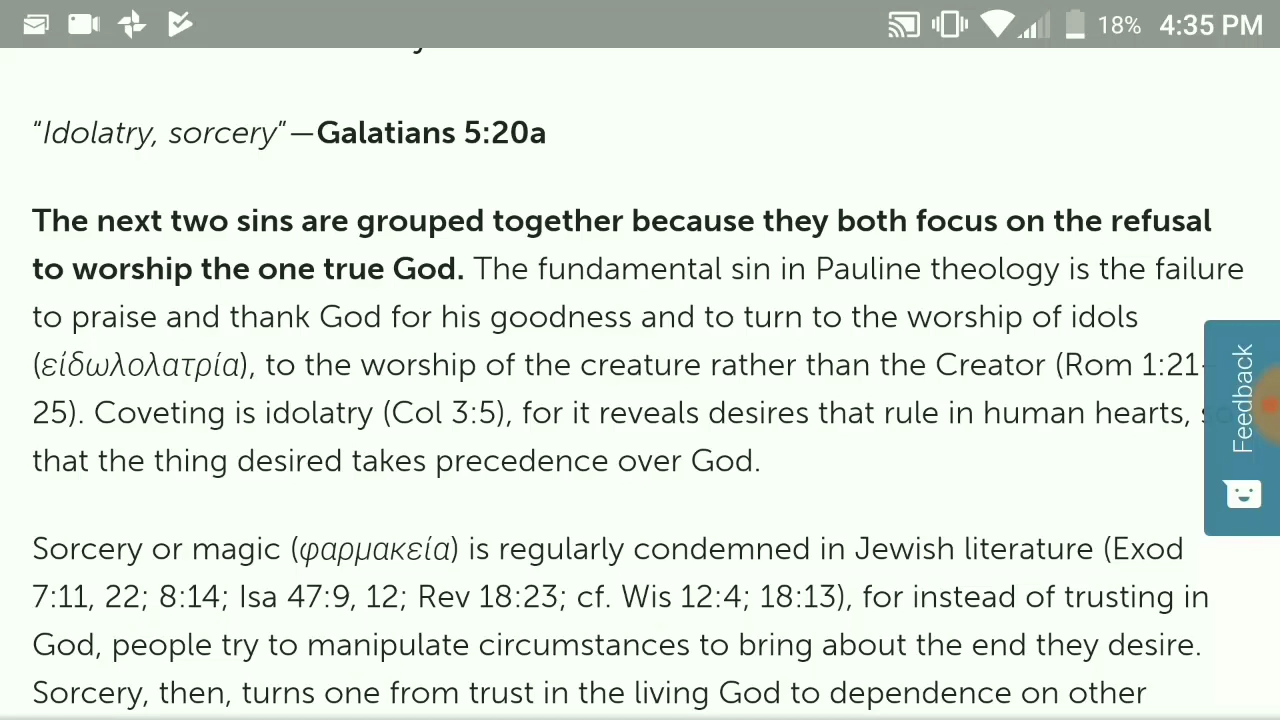 18% 4:35 PM
"Idolatry, sorcery"—Galatians 5:20a
The next two sins are grouped together because they both focus on the refusal
to worship the one true God. The fundamental sin in Pauline theology is the failure
to praise and thank God for his goodness and to turn to the worship of idols
(εἰδωλολατρία), to the worship of the creature rather than the Creator (Rom 1:21-
25). Coveting is idolatry (Col 3:5), for it reveals desires that rule in human hearts, so
that the thing desired takes precedence over God.
Sorcery or magic (φαρμακεία) is regularly condemned in Jewish literature (Exod
7:11, 22; 8:14; Isa 47:9, 12; Rev 18:23; cf. Wis 12:4; 18:13), for instead of trusting in
God, people try to manipulate circumstances to bring about the end they desire.
Sorcery, then, turns one from trust in the living God to dependence on other
Feedback